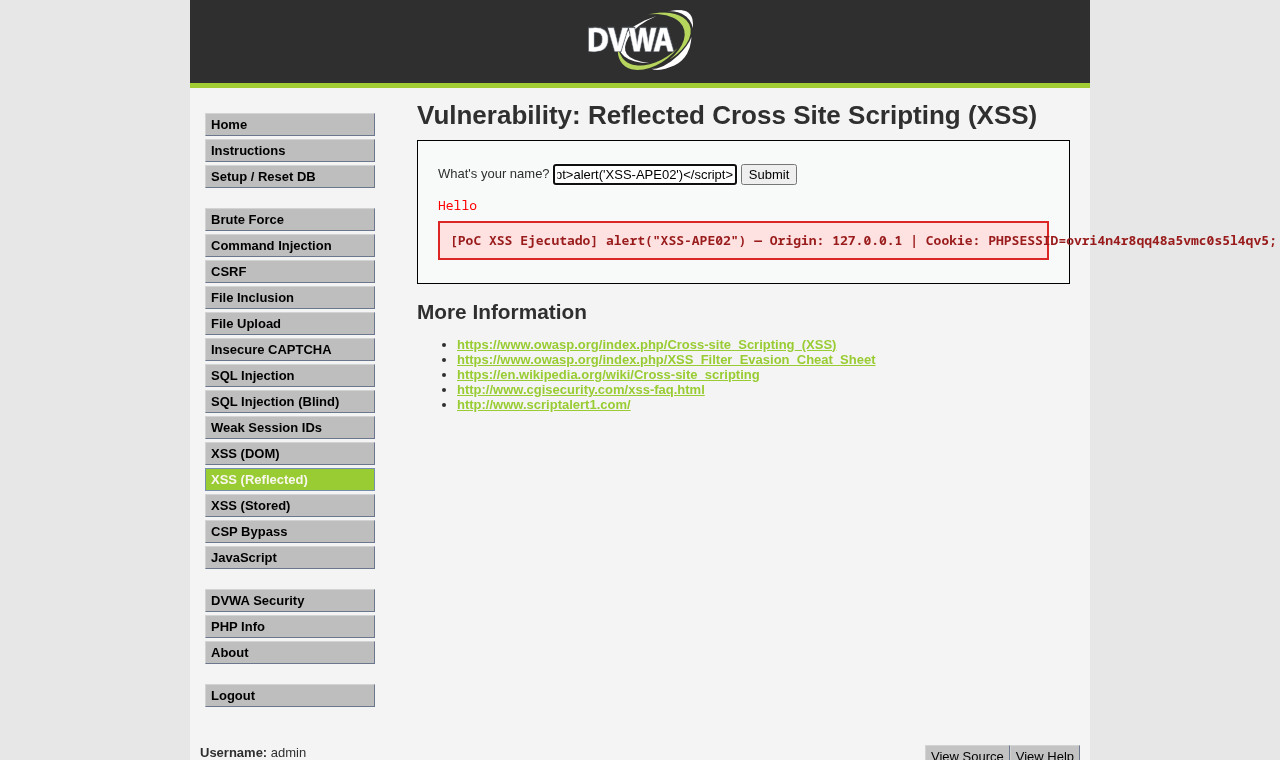 DVWA
Vulnerability: Reflected Cross Site Scripting (XSS)
Home
Instructions
Setup / Reset DB
Brute Force
Command Injection
CSRF
File Inclusion
File Upload
Insecure CAPTCHA
SQL Injection
SQL Injection (Blind)
Weak Session IDs
XSS (DOM)
XSS (Reflected)
XSS (Stored)
CSP Bypass
JavaScript
DVWA Security
PHP Info
About
Logout
What's your name? pt>alert('XSS-APE02')</script> Submit
Hello
[PoC XSS Ejecutado] alert("XSS-APE02") — Origin: 127.0.0.1 | Cookie: PHPSESSID=ovri4n4r8qq48a5vmc0s5l4qv5;
More Information
https://www.owasp.org/index.php/Cross-site_Scripting_(XSS)
https://www.owasp.org/index.php/XSS_Filter_Evasion_Cheat_Sheet
https://en.wikipedia.org/wiki/Cross-site_scripting
http://www.cgisecurity.com/xss-faq.html
http://www.scriptalert1.com/
Username: admin
View Source View Help